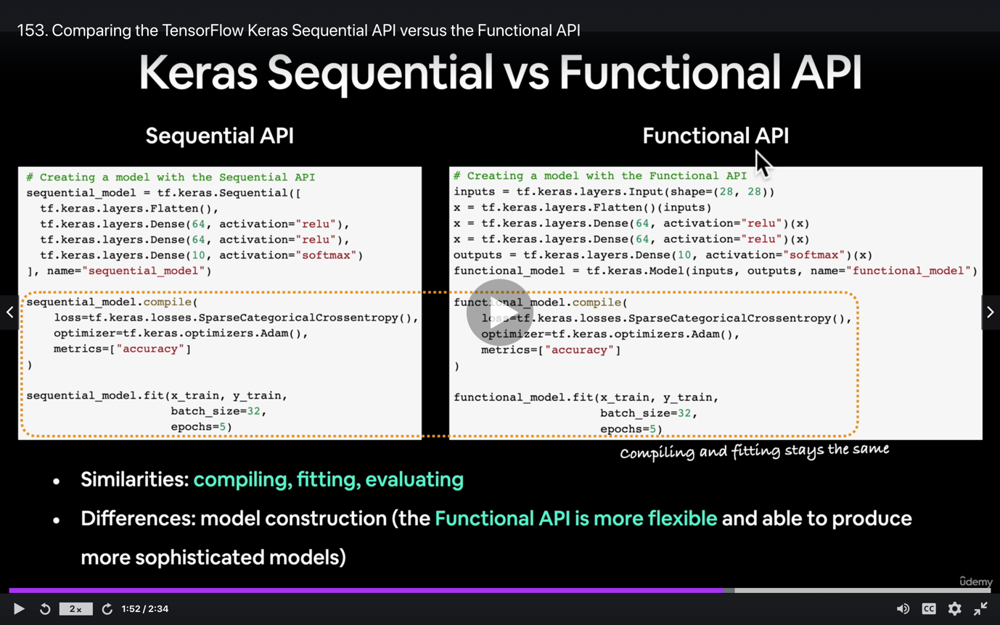 153. Comparing the TensorFlow Keras Sequential API versus the Functional API
Keras Sequential vs Functional API
Sequential API
# Creating a model with the Sequential API
sequential_model = tf.keras.Sequential([
  tf.keras.layers.Flatten(),
  tf.keras.layers.Dense(64, activation="relu"),
  tf.keras.layers.Dense(64, activation="relu"),
  tf.keras.layers.Dense(10, activation="softmax")
], name="sequential_model")
sequential_model.compile(
    loss=tf.keras.losses.SparseCategoricalCrossentropy(),
    optimizer=tf.keras.optimizers.Adam(),
    metrics=["accuracy"]
)
sequential_model.fit(x_train, y_train,
                     batch_size=32,
                     epochs=5)
Functional API
# Creating a model with the Functional API
inputs = tf.keras.layers.Input(shape=(28, 28))
x = tf.keras.layers.Flatten()(inputs)
x = tf.keras.layers.Dense(64, activation="relu")(x)
x = tf.keras.layers.Dense(64, activation="relu")(x)
outputs = tf.keras.layers.Dense(10, activation="softmax")(x)
functional_model = tf.keras.Model(inputs, outputs, name="functional_model")
functional_model.compile(
    loss=tf.keras.losses.SparseCategoricalCrossentropy(),
    optimizer=tf.keras.optimizers.Adam(),
    metrics=["accuracy"]
)
functional_model.fit(x_train, y_train,
                     batch_size=32,
                     epochs=5)
Compiling and fitting stays the same
• Similarities: compiling, fitting, evaluating
• Differences: model construction (the Functional API is more flexible and able to produce
more sophisticated models)
ûdemy
2x
1:52 / 2:34
CC